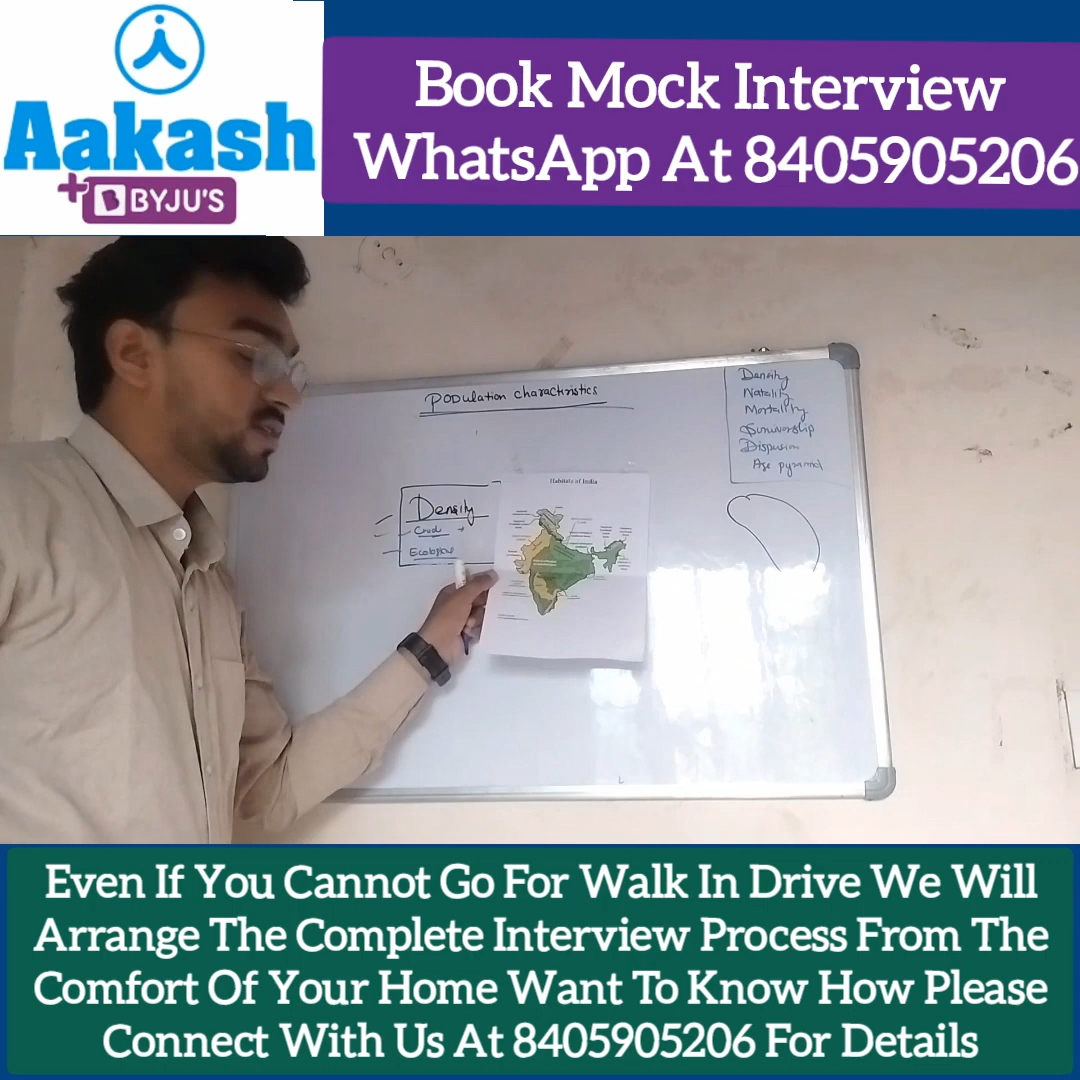 Aakash
+ BYJU'S
Book Mock Interview
WhatsApp At 8405905206
Population characteristics
Density
Natality
Mortality
Survivorship
Dispersion
Age pyramid
Density
Crud
Ecological
Habitats of India
Even If You Cannot Go For Walk In Drive We Will
Arrange The Complete Interview Process From The
Comfort Of Your Home Want To Know How Please
Connect With Us At 8405905206 For Details